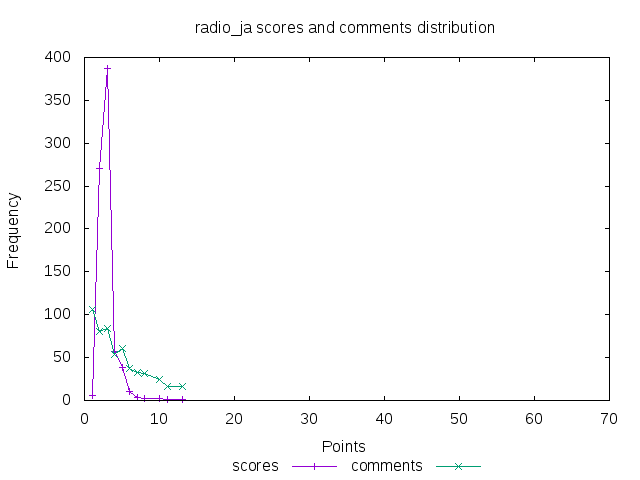 radio_ja scores and comments distribution
400
350
300
250
200
150
100
50
0
Frequency
0 10 20 30 40 50 60 70
Points
scores comments